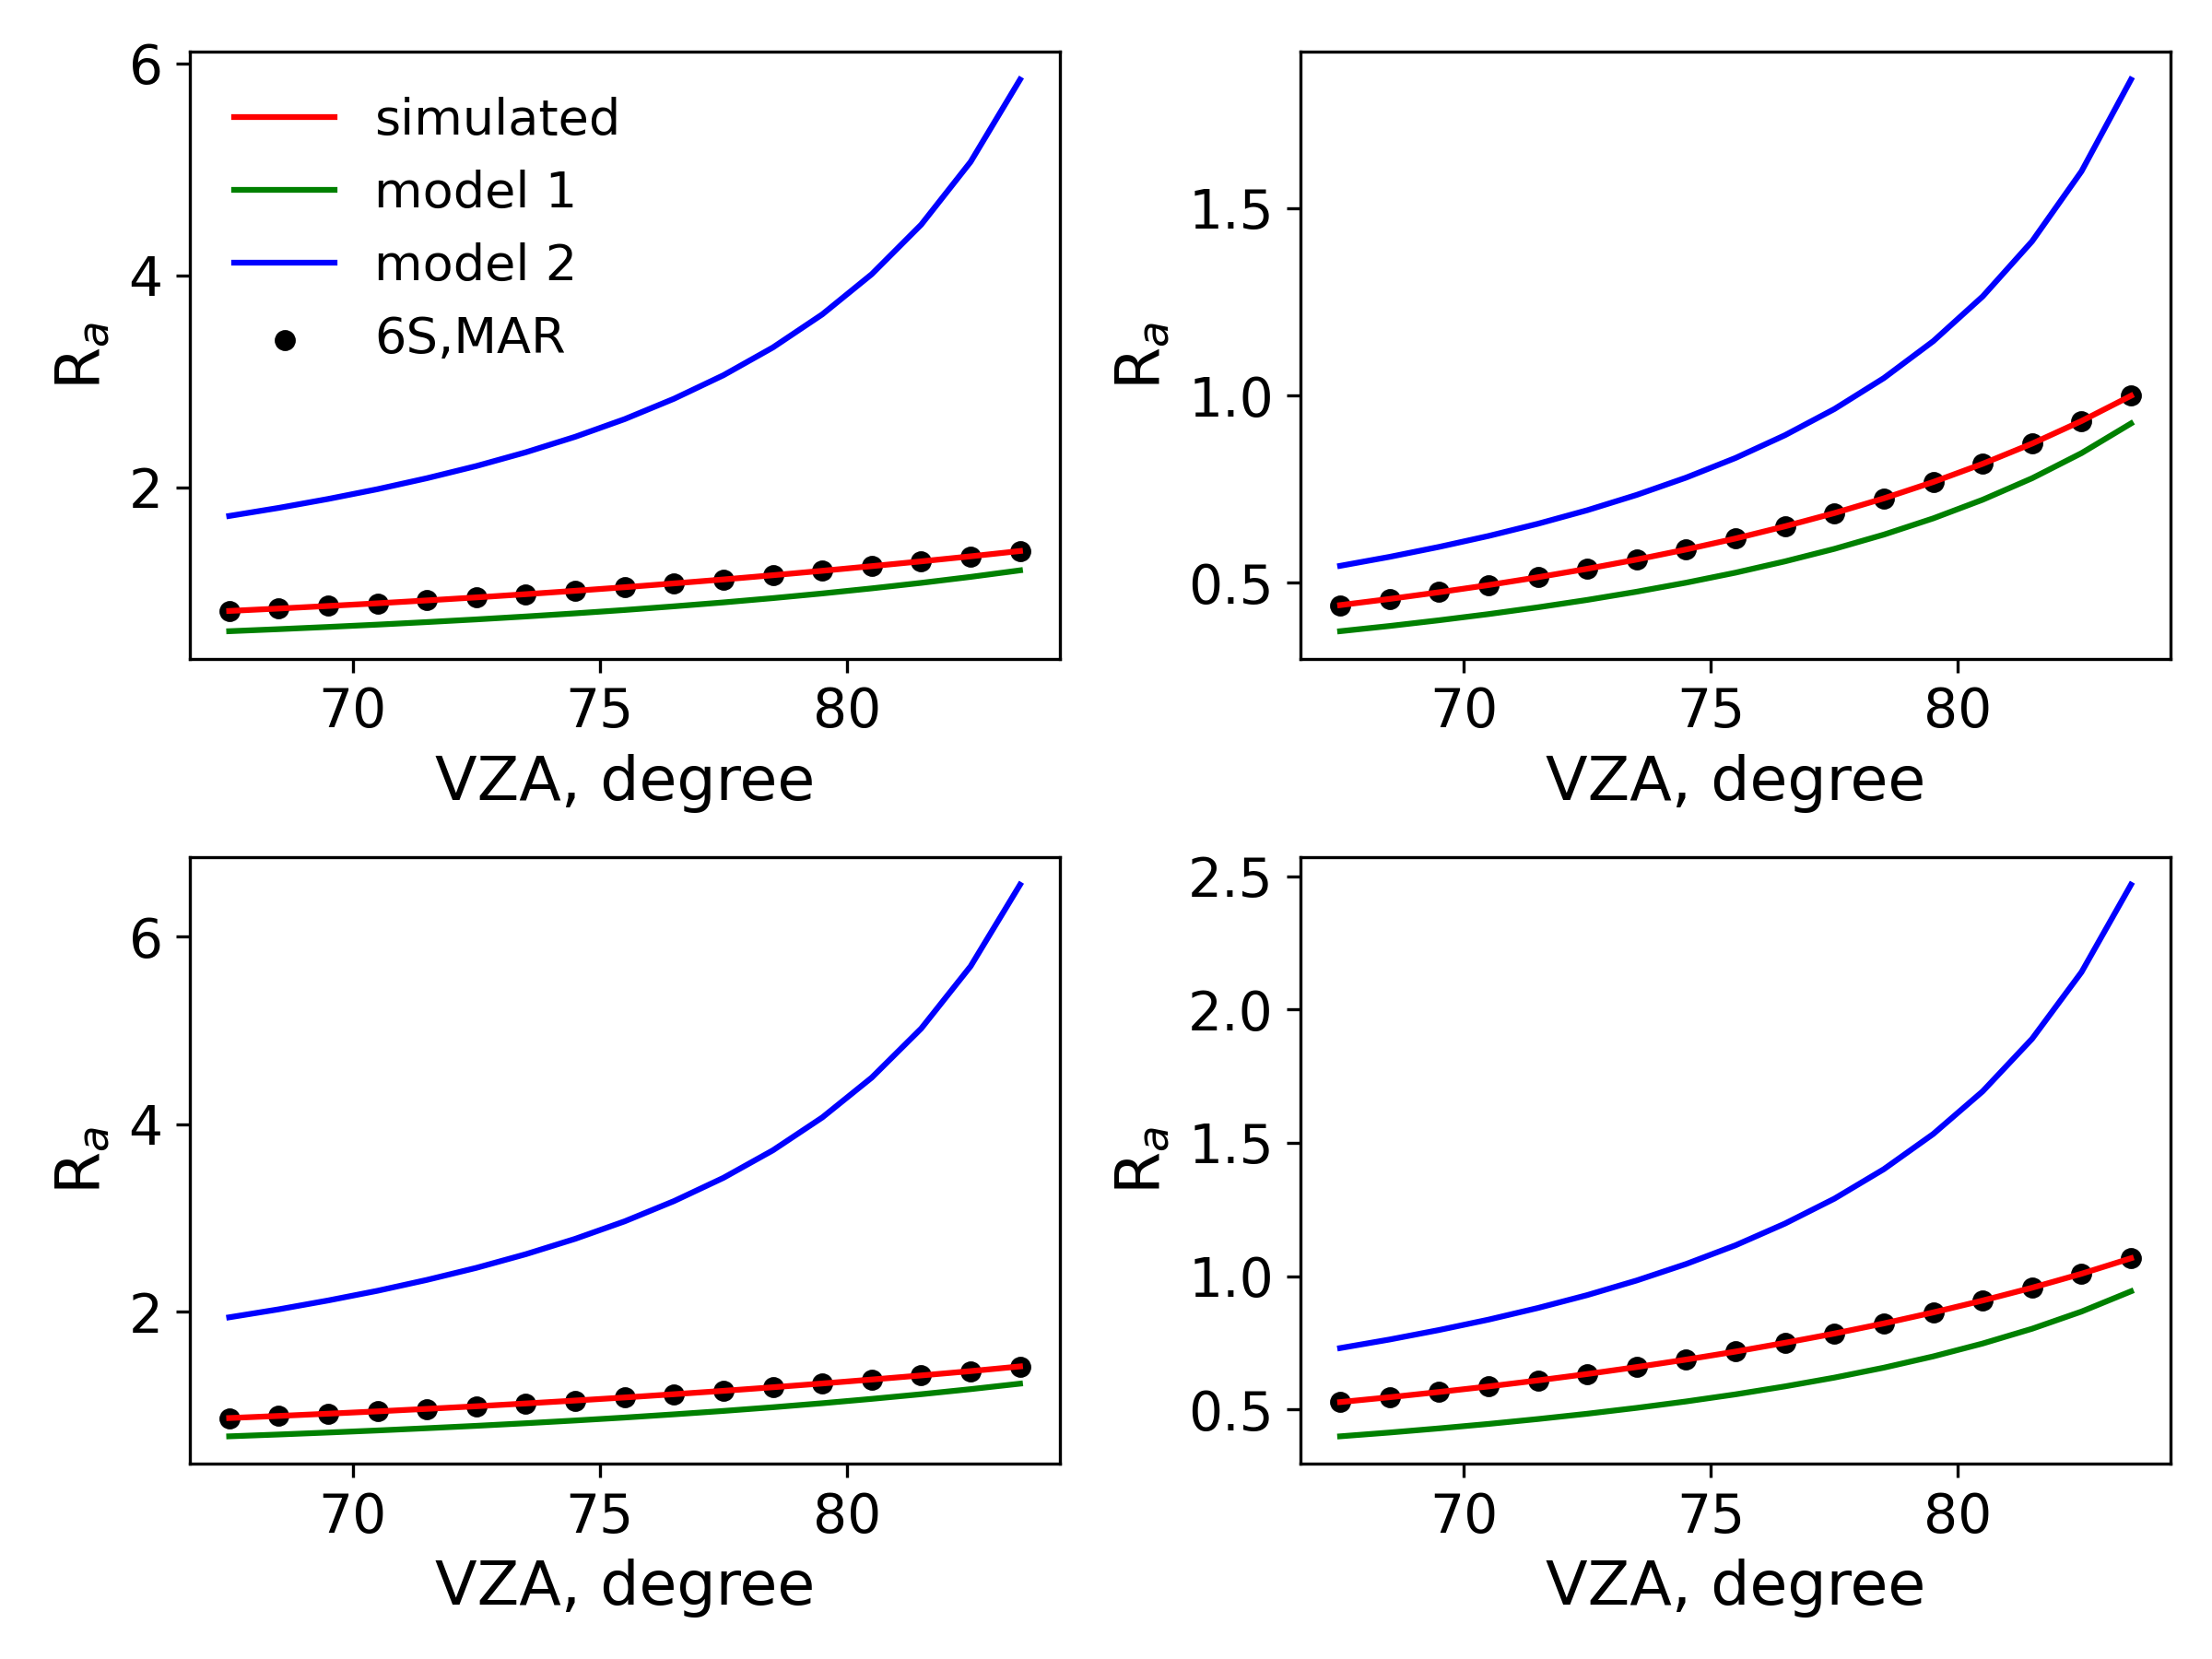 6
4
2
R_a
simulated
model 1
model 2
6S,MAR
70 75 80
VZA, degree
1.5
1.0
0.5
R_a
70 75 80
VZA, degree
6
4
2
R_a
70 75 80
VZA, degree
2.5
2.0
1.5
1.0
0.5
R_a
70 75 80
VZA, degree